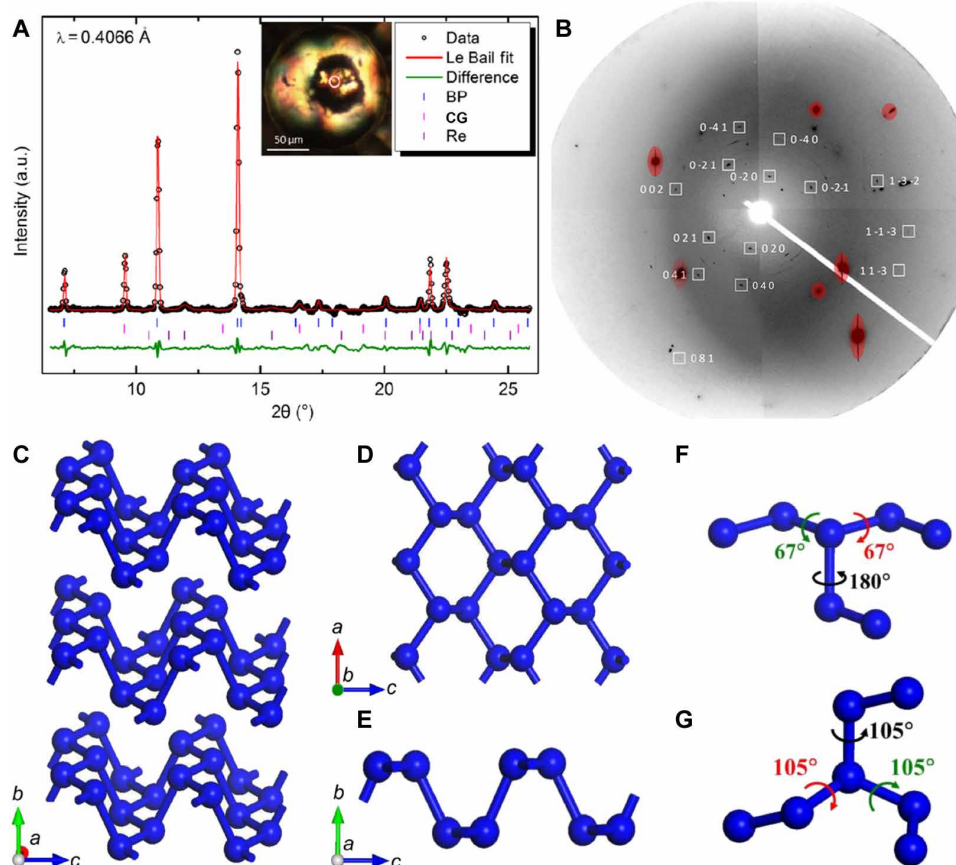 A
λ = 0.4066 Å
50 μm
Data
Le Bail fit
Difference
BP
CG
Re
Intensity (a.u.)
10 15 20 25
2θ (°)
B
0 -4 1
0 -4 0
0 -2 1
0 -2 0
0 -2 -1
1 -3 -2
0 0 2
1 -1 -3
0 2 1
0 2 0
1 1 -3
0 4 1
0 4 0
0 8 1
C
b
a
c
D
a
b
c
E
b
a
c
F
67°
67°
180°
G
105°
105°
105°